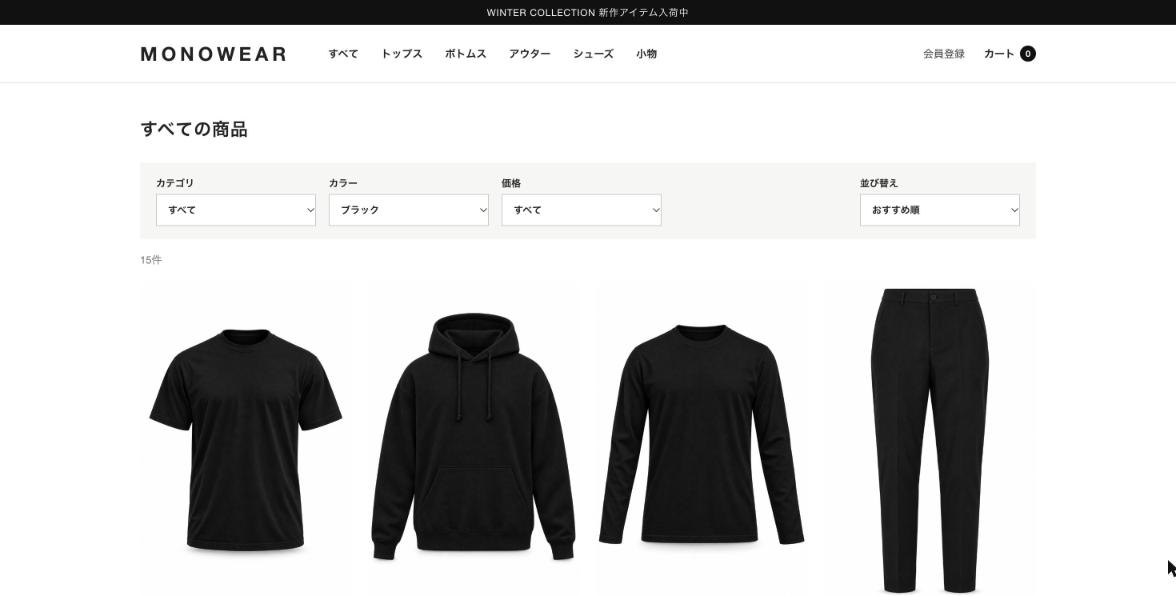 WINTER COLLECTION 新作アイテム入荷中
MONOWEAR すべて トップス ボトムス アウター シューズ 小物 会員登録 カート 0
すべての商品
カテゴリ カラー 価格 並び替え
すべて ブラック すべて おすすめ順
15件